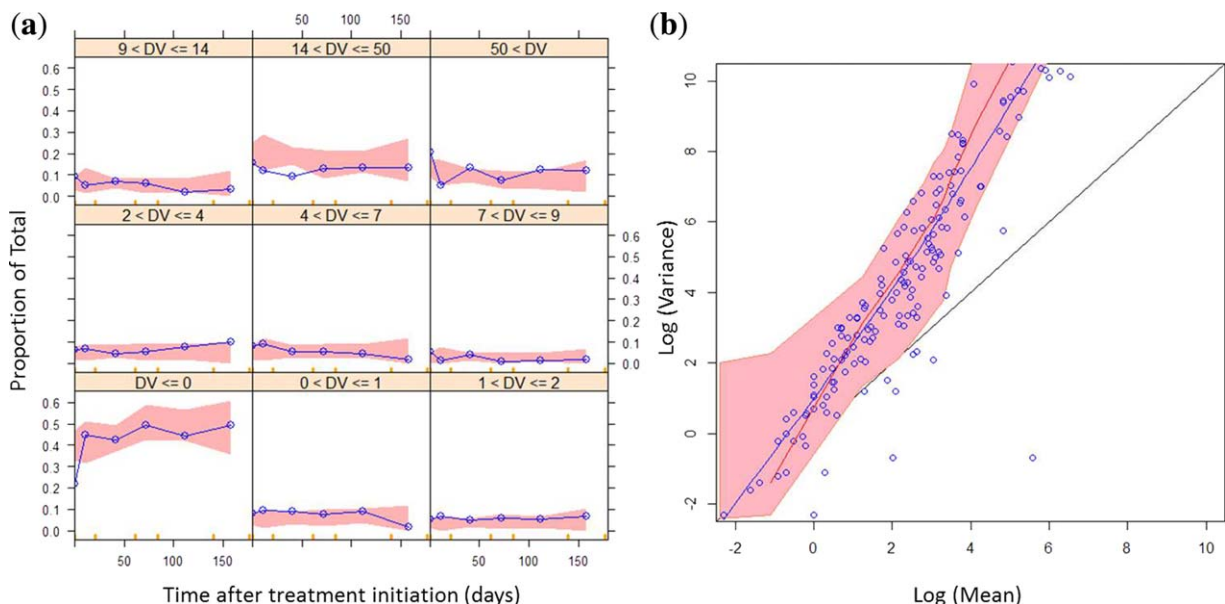 (a)
50 100 150
9 < DV <= 14 14 < DV <= 50 50 < DV
0.6
0.5
0.4
0.3
0.2
0.1
0.0
2 < DV <= 4 4 < DV <= 7 7 < DV <= 9
0.6
0.5
0.4
0.3
0.2
0.1
0.0
DV <= 0 0 < DV <= 1 1 < DV <= 2
0.6
0.5
0.4
0.3
0.2
0.1
0.0
50 100 150 50 100 150
Proportion of Total
Time after treatment initiation (days)
(b)
10
8
6
4
2
0
-2
-2 0 2 4 6 8 10
Log (Variance)
Log (Mean)